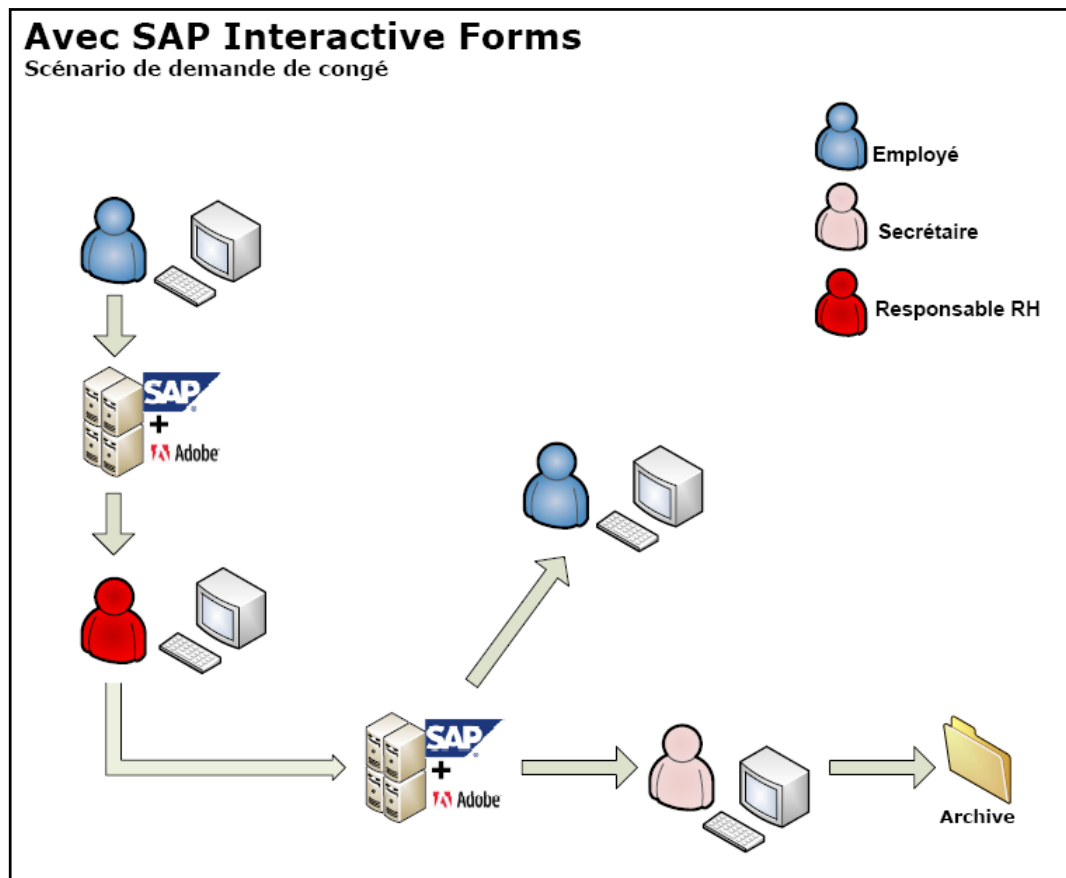 Avec SAP Interactive Forms
Scénario de demande de congé
Employé
Secrétaire
Responsable RH
SAP
+
Adobe
SAP
+
Adobe
Archive